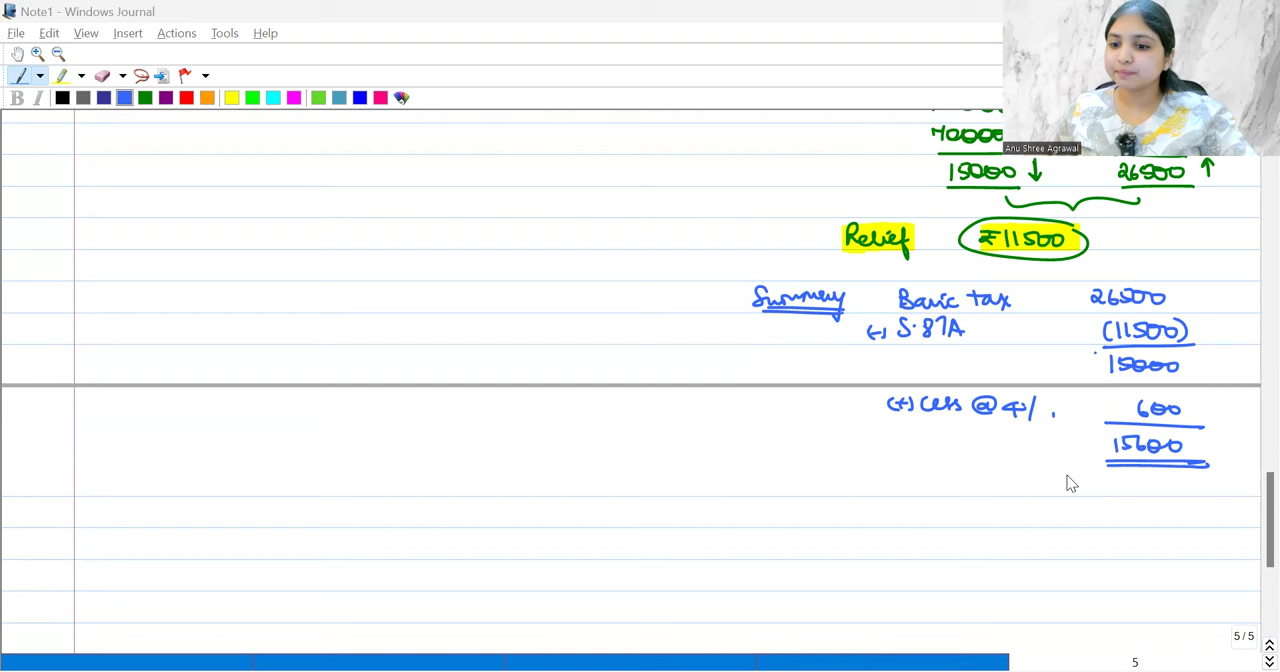 Note1 - Windows Journal
File Edit View Insert Actions Tools Help
B I
Anu Shree Agrawal
70000
15000 ↓ 26500 ↑
Relief ₹11500
Summary Basic tax 26500
(-) S.87A (11500)
15000
(+) Cess @ 4% 600
15600
5 / 5
5